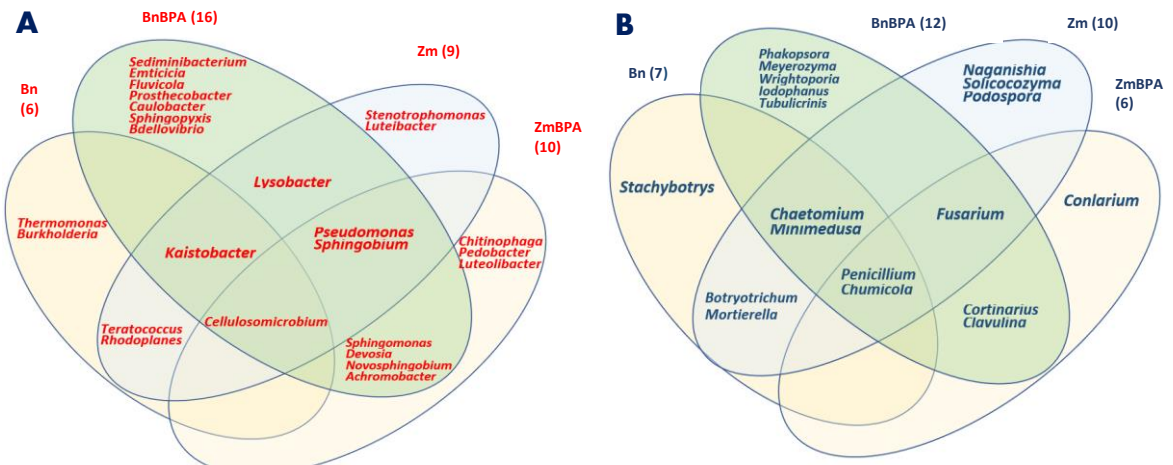 A
BnBPA (16)
Zm (9)
Bn
(6)
ZmBPA
(10)
Sediminibacterium
Emticicia
Fluvicola
Prosthecobacter
Caulobacter
Sphingopyxis
Bdellovibrio
Stenotrophomonas
Luteibacter
Lysobacter
Thermomonas
Burkholderia
Kaistobacter
Pseudomonas
Sphingobium
Chitinophaga
Pedobacter
Luteolibacter
Teratococcus
Rhodoplanes
Cellulosomicrobium
Sphingomonas
Devosia
Novosphingobium
Achromobacter
B
BnBPA (12)
Zm (10)
Bn (7)
ZmBPA
(6)
Phakopsora
Meyerozyma
Wrightoporia
Iodophanus
Tubulicrinis
Naganishia
Solicocozyma
Podospora
Stachybotrys
Chaetomium
Minimedusa
Fusarium
Conlarium
Penicillium
Chumicola
Botryotrichum
Mortierella
Cortinarius
Clavulina